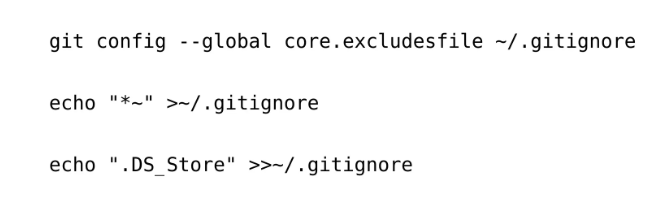 git config --global core.excludesfile ~/.gitignore
echo "*~" >~/.gitignore
echo ".DS_Store" >>~/.gitignore